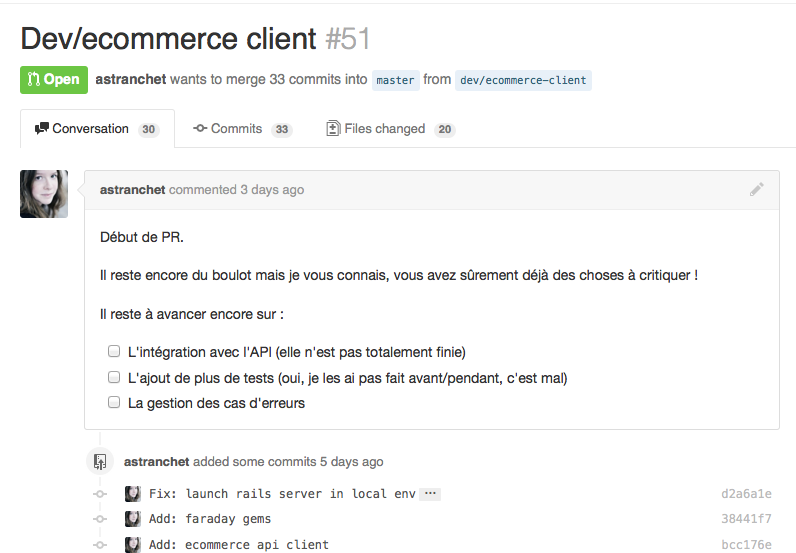 Dev/ecommerce client #51
Open astranchet wants to merge 33 commits into master from dev/ecommerce-client
Conversation 30 Commits 33 Files changed 20
astranchet commented 3 days ago
Début de PR.
Il reste encore du boulot mais je vous connais, vous avez sûrement déjà des choses à critiquer !
Il reste à avancer encore sur :
L'intégration avec l'API (elle n'est pas totalement finie)
L'ajout de plus de tests (oui, je les ai pas fait avant/pendant, c'est mal)
La gestion des cas d'erreurs
astranchet added some commits 5 days ago
Fix: launch rails server in local env ... d2a6a1e
Add: faraday gems 38441f7
Add: ecommerce api client bcc176e